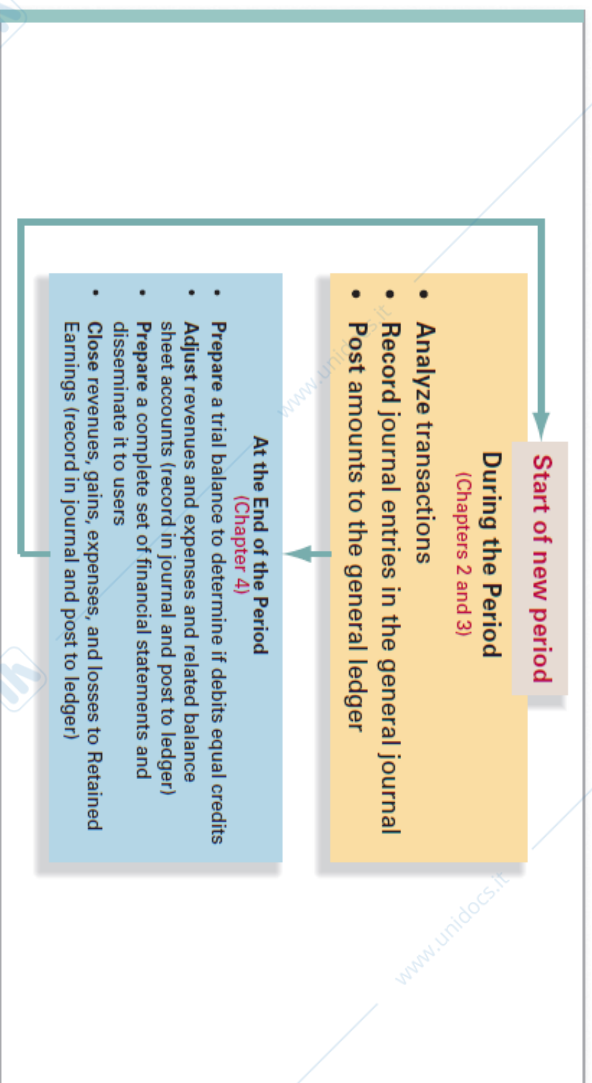 Start of new period
During the Period
(Chapters 2 and 3)
• Analyze transactions
• Record journal entries in the general journal
• Post amounts to the general ledger
At the End of the Period
(Chapter 4)
• Prepare a trial balance to determine if debits equal credits
• Adjust revenues and expenses and related balance
sheet accounts (record in journal and post to ledger)
• Prepare a complete set of financial statements and
disseminate it to users
• Close revenues, gains, expenses, and losses to Retained
Earnings (record in journal and post to ledger)
www.unidocs.it
www.unidocs.it